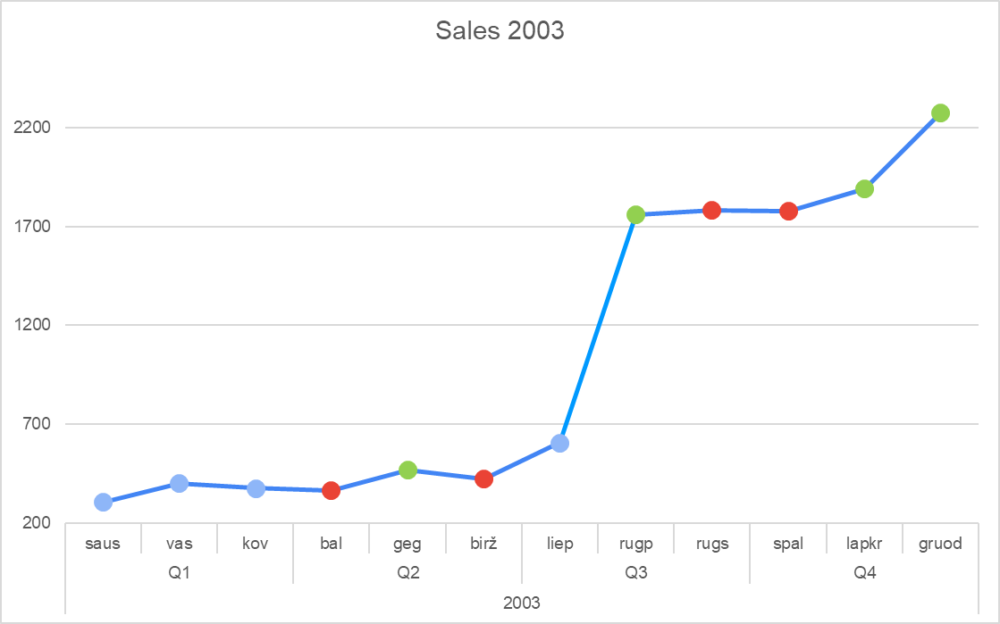 Sales 2003
2200
1700
1200
700
200
saus vas kov bal geg birž liep rugp rugs spal lapkr gruod
Q1 Q2 Q3 Q4
2003